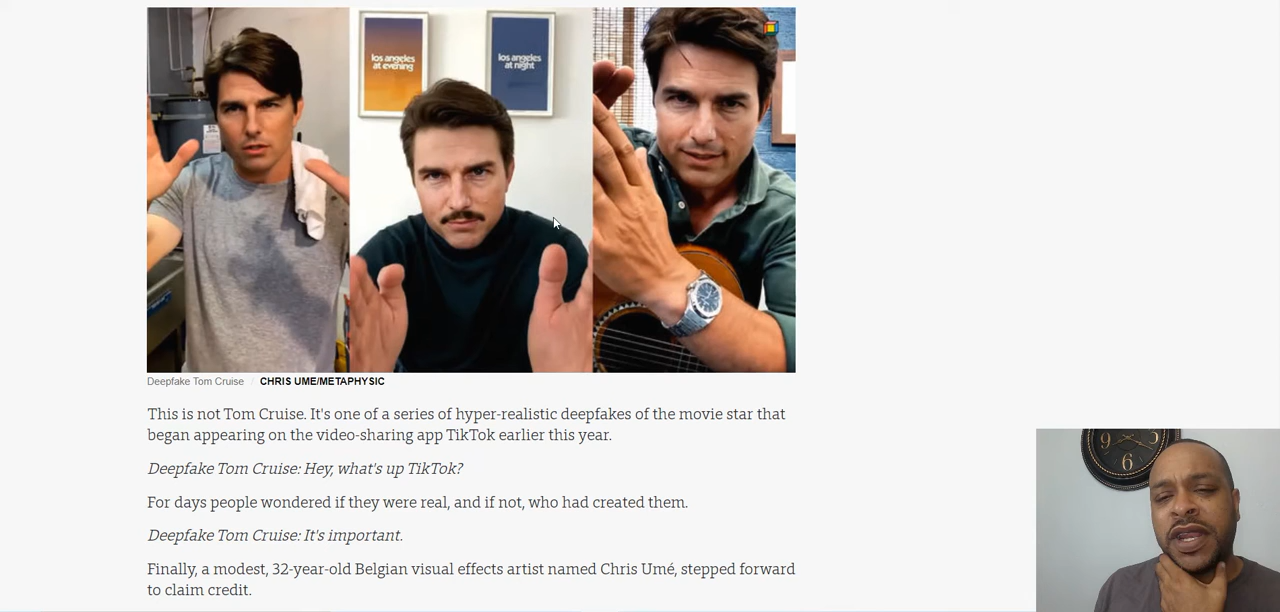 los angeles
at evening
los angeles
at night
Deepfake Tom Cruise / CHRIS UME/METAPHYSIC
This is not Tom Cruise. It's one of a series of hyper-realistic deepfakes of the movie star that
began appearing on the video-sharing app TikTok earlier this year.
Deepfake Tom Cruise: Hey, what's up TikTok?
For days people wondered if they were real, and if not, who had created them.
Deepfake Tom Cruise: It's important.
Finally, a modest, 32-year-old Belgian visual effects artist named Chris Umé, stepped forward
to claim credit.
9
3
6